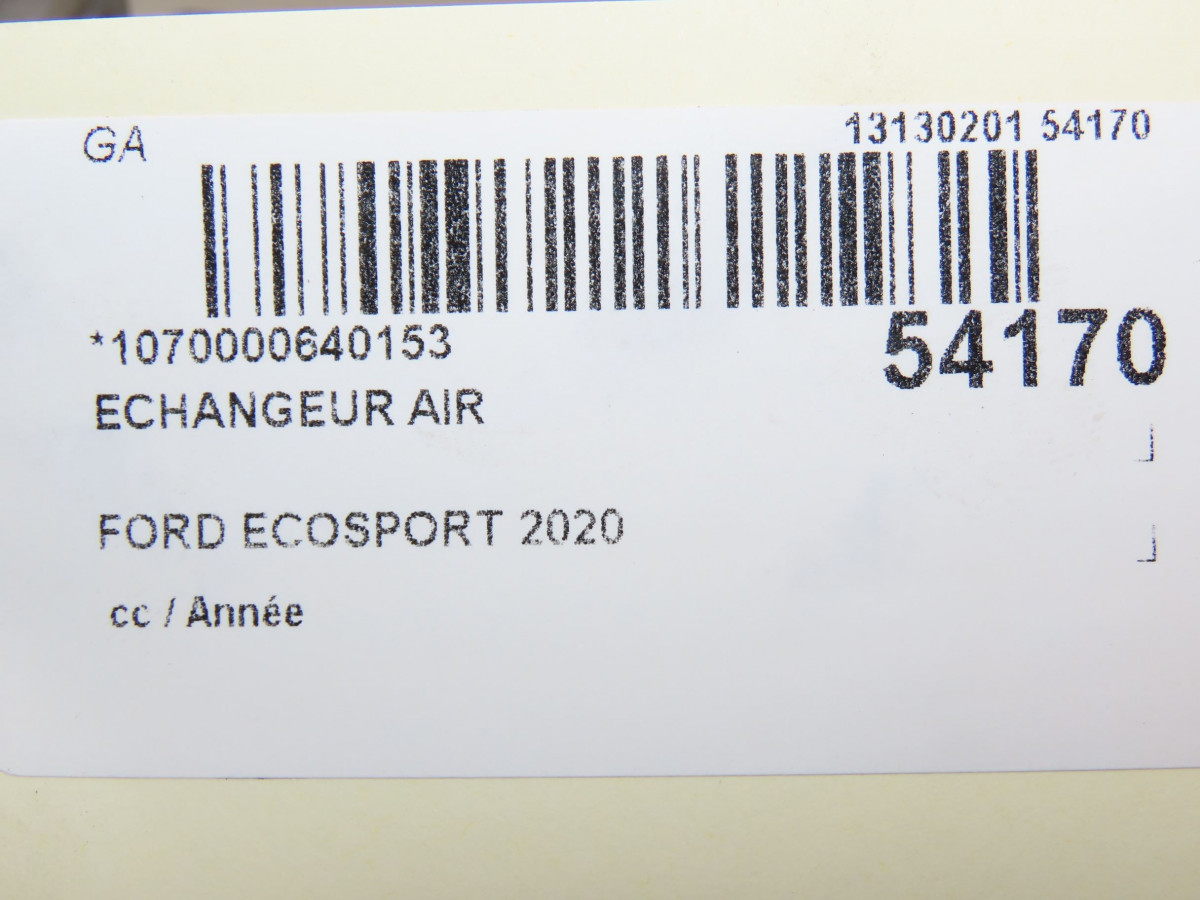 GA
13130201 54170
*1070000640153
54170
ECHANGEUR AIR
FORD ECOSPORT 2020
cc / Année